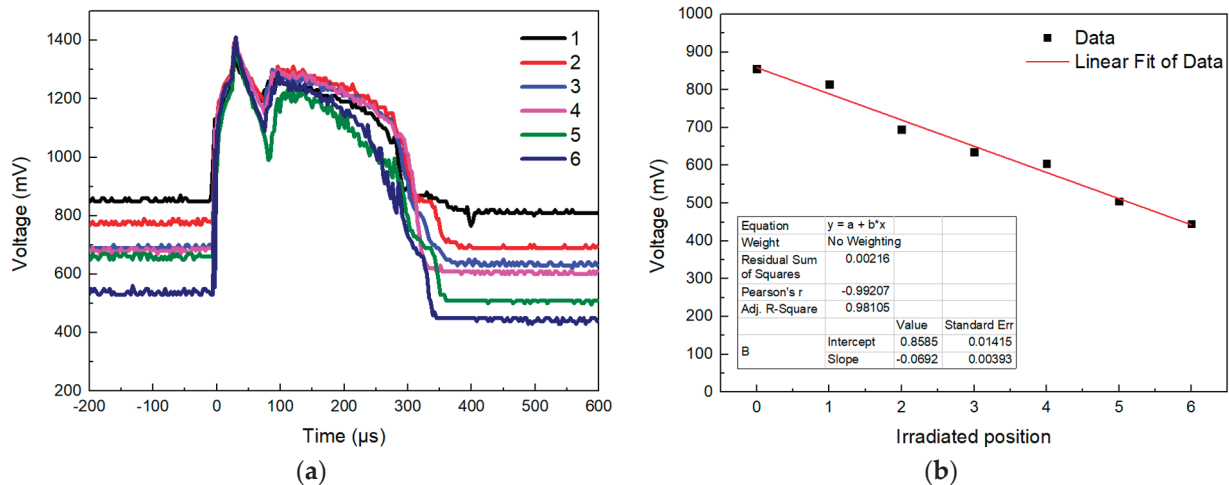 1400
1200
1000
800
600
400
200
-200
-100
0
100
200
300
400
500
600
Voltage (mV)
Time (µs)
1
2
3
4
5
6
(a)
1000
900
800
700
600
500
400
300
200
100
0
0
1
2
3
4
5
6
Voltage (mV)
Irradiated position
Data
Linear Fit of Data
Equation y = a + b*x
Weight No Weighting
Residual Sum of Squares 0.00216
Pearson's r -0.99207
Adj. R-Square 0.98105
Value Standard Err
B Intercept 0.8585 0.01415
Slope -0.0692 0.00393
(b)